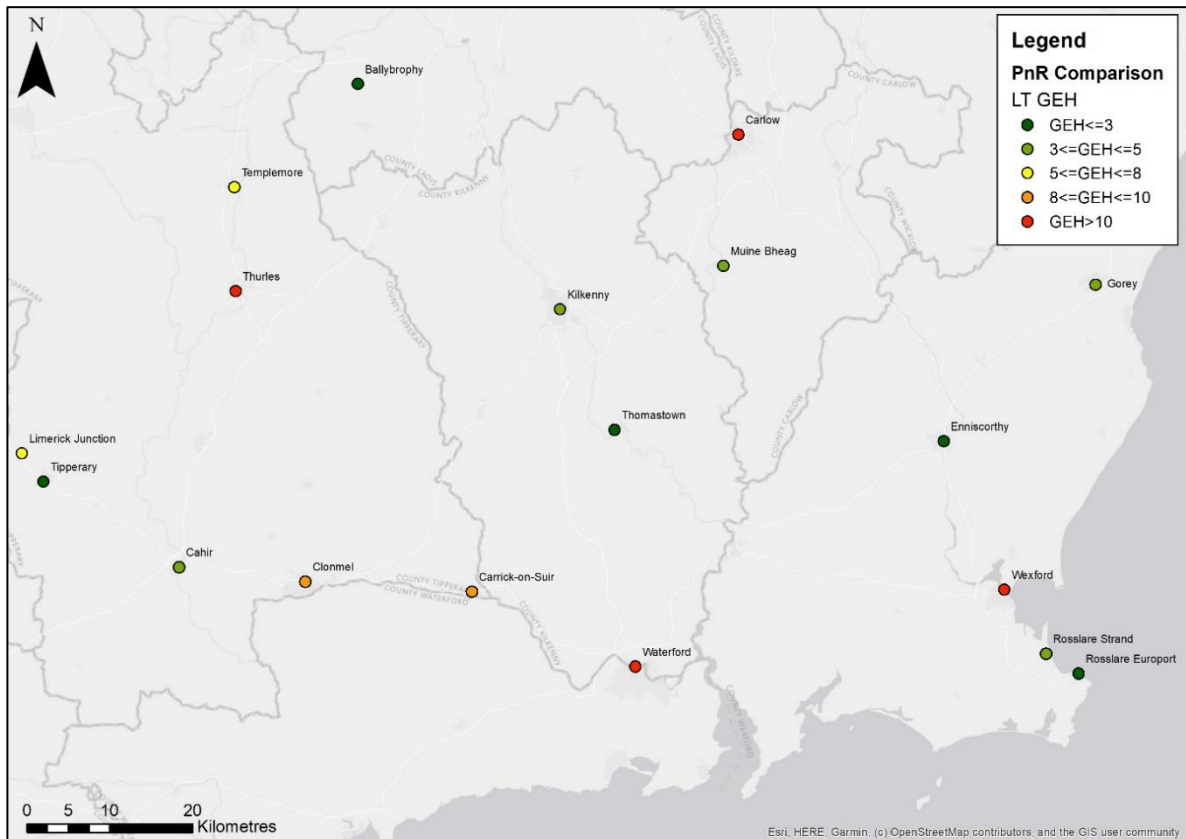 N
Legend
PnR Comparison
LT GEH
GEH<=3
3<=GEH<=5
5<=GEH<=8
8<=GEH<=10
GEH>10
Ballybrophy
COUNTY KILDARE
COUNTY LAOIS
COUNTY CARLOW
Carlow
COUNTY LAOIS
COUNTY KILKENNY
Templemore
COUNTY WICKLOW
Muine Bheag
Thurles
Kilkenny
Gorey
TIPPERARY
COUNTY TIPPERARY
Thomastown
COUNTY CARLOW
Enniscorthy
Limerick Junction
Tipperary
TIPPERARY
Cahir
Clonmel
COUNTY WATERFORD
Carrick-on-Suir
COUNTY KILKENNY
Wexford
Waterford
Rosslare Strand
Rosslare Europort
COUNTY WEXFORD
0 5 10 20
Kilometres
Esri, HERE, Garmin, (c) OpenStreetMap contributors, and the GIS user community